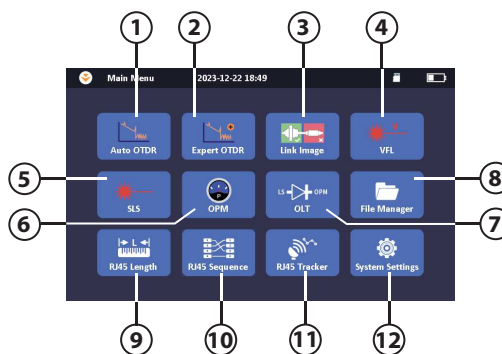 1 2 3 4
Main Menu 2023-12-22 18:49
Auto OTDR Expert OTDR Link Image VFL
5 8
SLS P OPM LS OPM OLT File Manager
6 7
L
RJ45 Length RJ45 Sequence RJ45 Tracker System Settings
9 10 11 12